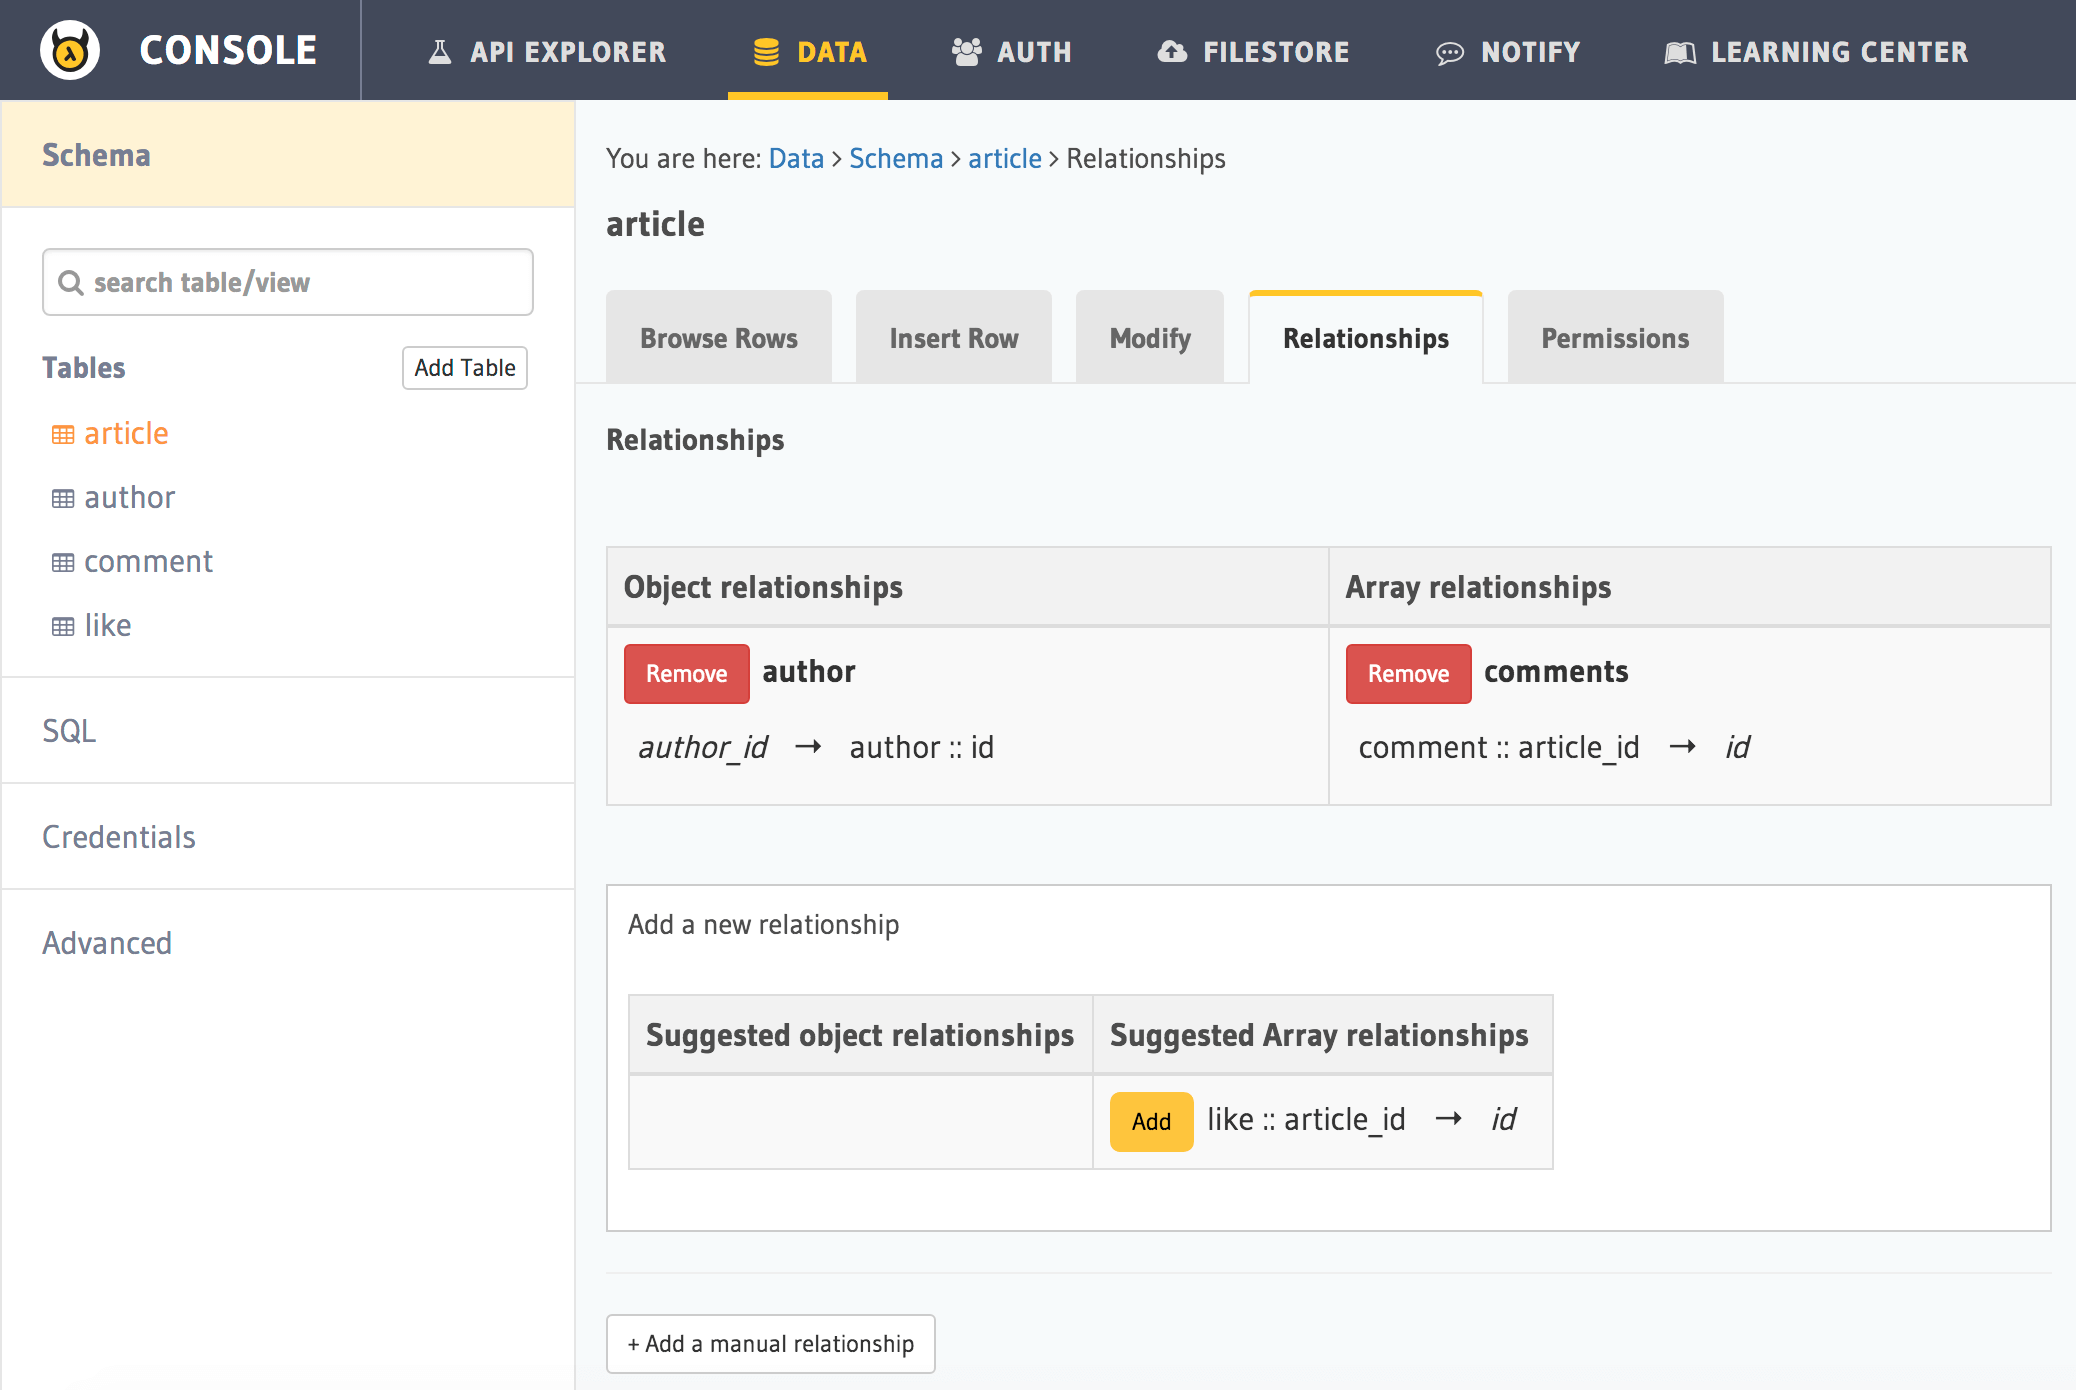 CONSOLE API EXPLORER DATA AUTH FILESTORE NOTIFY LEARNING CENTER
Schema
search table/view
Tables Add Table
article
author
comment
like
SQL
Credentials
Advanced
You are here: Data > Schema > article > Relationships
article
Browse Rows Insert Row Modify Relationships Permissions
Relationships
Object relationships Array relationships
Remove author Remove comments
author_id → author :: id comment :: article_id → id
Add a new relationship
Suggested object relationships Suggested Array relationships
Add like :: article_id → id
+ Add a manual relationship